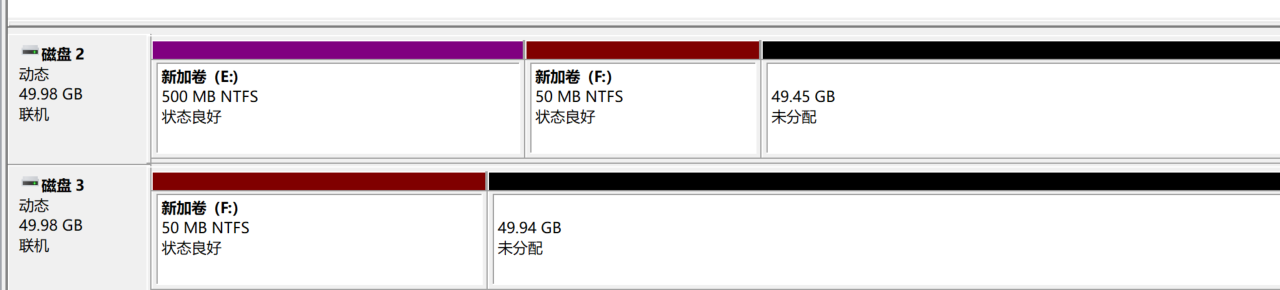 磁盘 2
动态
49.98 GB
联机
新加卷 (E:)
500 MB NTFS
状态良好
新加卷 (F:)
50 MB NTFS
状态良好
49.45 GB
未分配
磁盘 3
动态
49.98 GB
联机
新加卷 (F:)
50 MB NTFS
状态良好
49.94 GB
未分配